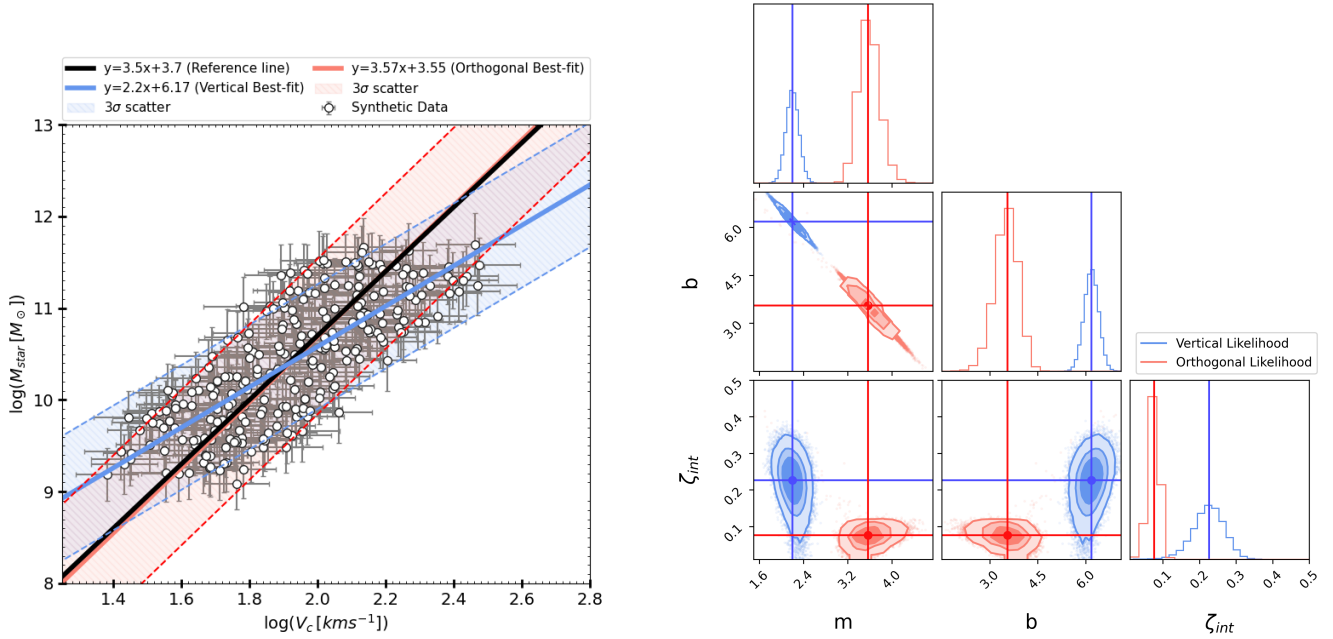 y=3.5x+3.7 (Reference line)
y=2.2x+6.17 (Vertical Best-fit)
3σ scatter
y=3.57x+3.55 (Orthogonal Best-fit)
3σ scatter
Synthetic Data
13
12
11
10
9
8
log(M_star [M_⊙])
1.4 1.6 1.8 2.0 2.2 2.4 2.6 2.8
log(V_c [kms⁻¹])
6.0
4.5
3.0
b
Vertical Likelihood
Orthogonal Likelihood
0.5
0.4
0.3
0.2
0.1
ζ_int
1.6 2.4 3.2 4.0
3.0 4.5 6.0
0.1 0.2 0.3 0.4 0.5
m
b
ζ_int